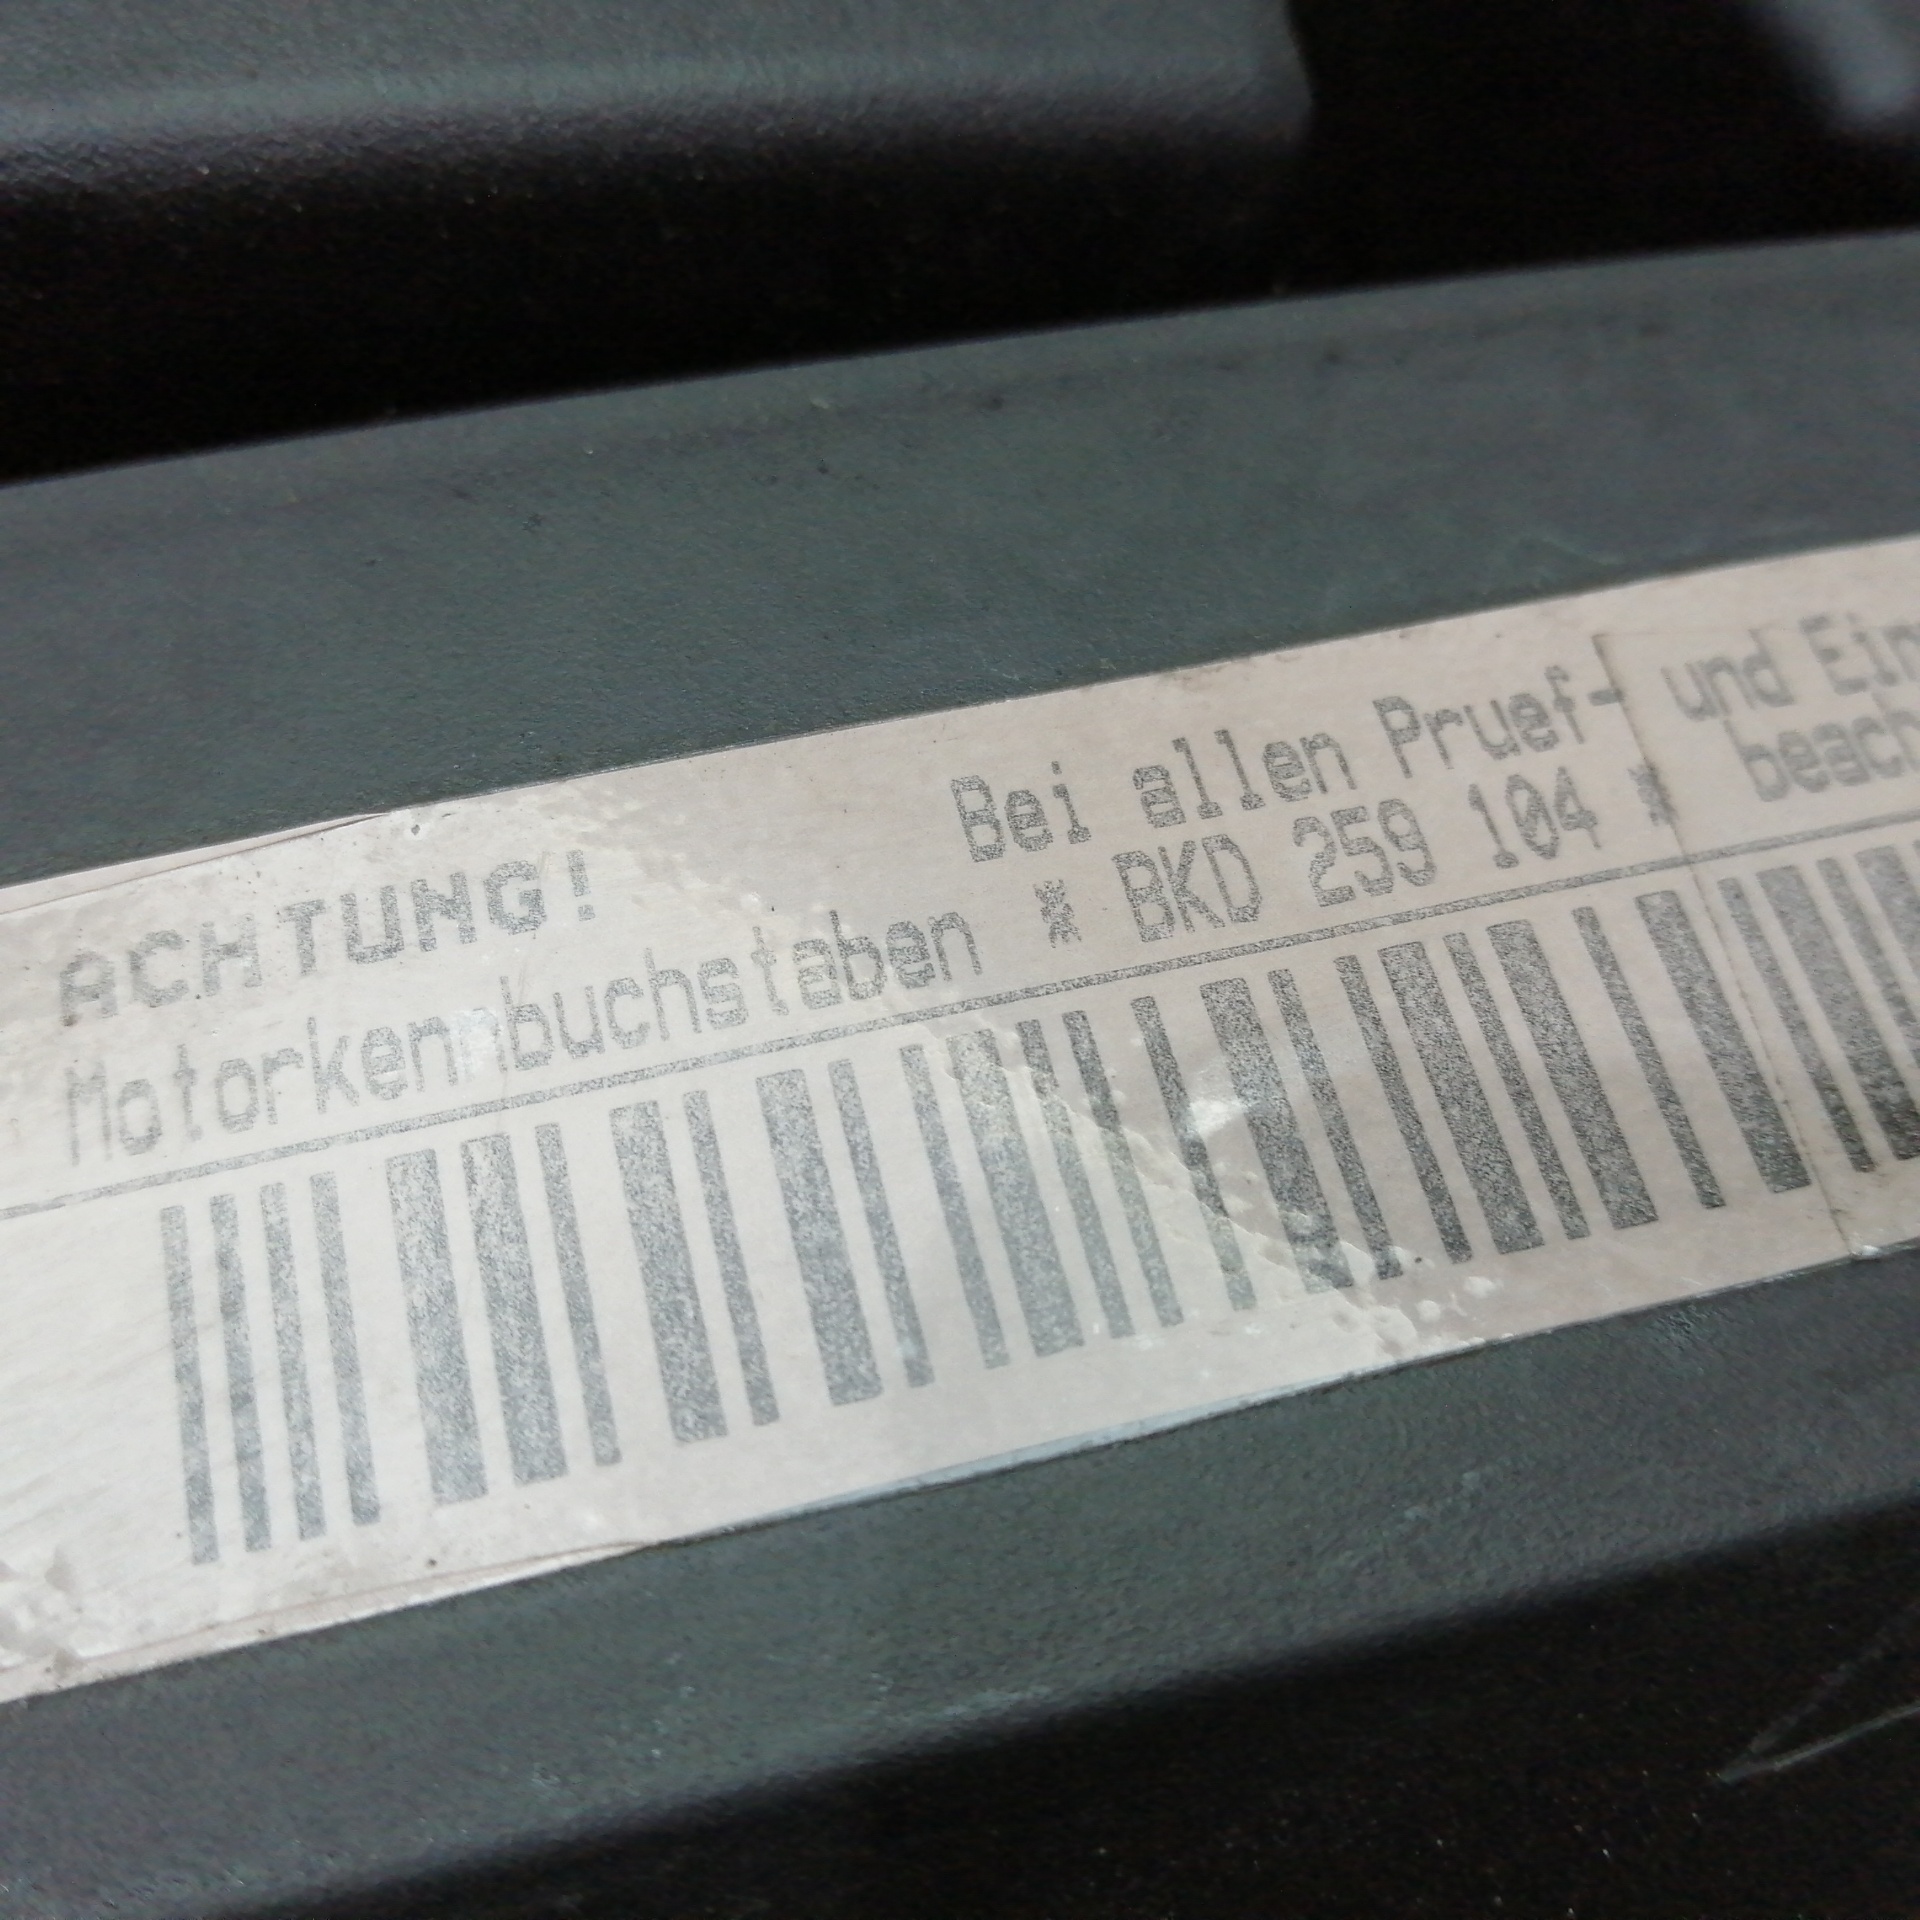 ACHTUNG! Bei allen Pruef- und Ein
Motorkennbuchstaben * BKD 259 104 * beach